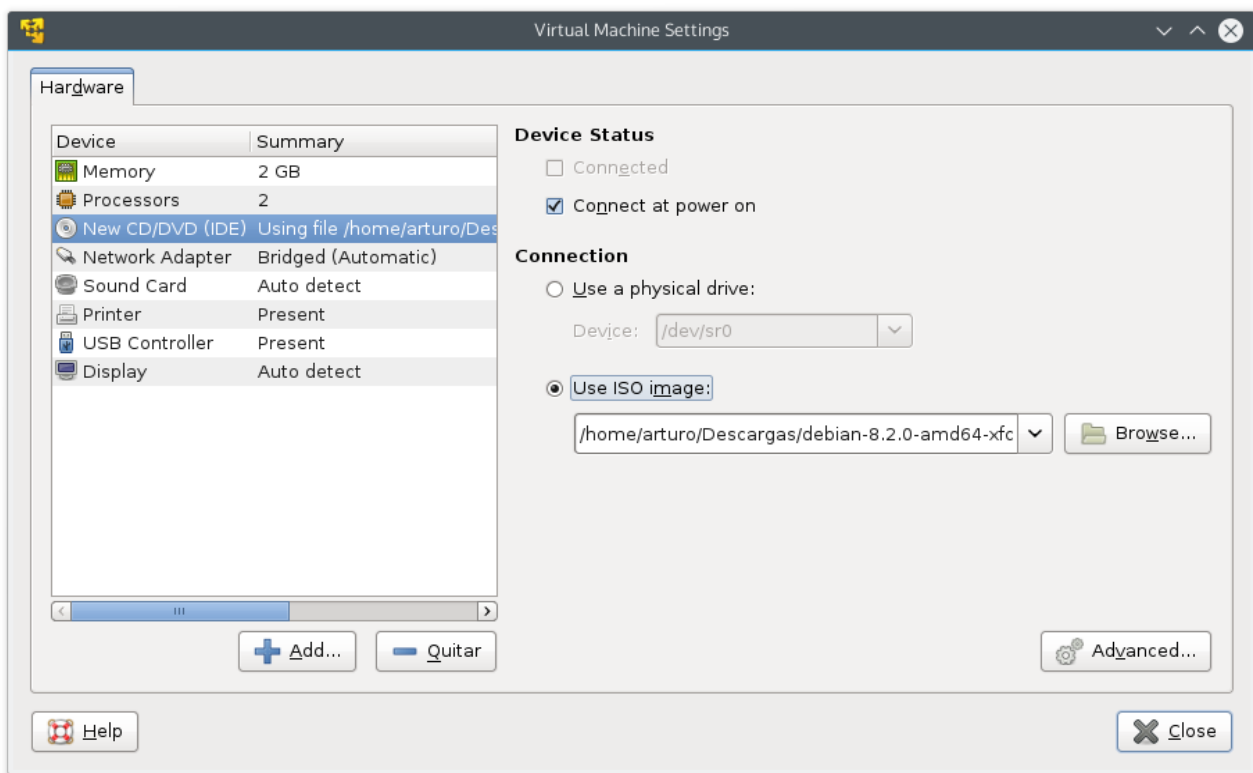 Virtual Machine Settings
Hardware
Device Summary
Memory 2 GB
Processors 2
New CD/DVD (IDE) Using file /home/arturo/Des
Network Adapter Bridged (Automatic)
Sound Card Auto detect
Printer Present
USB Controller Present
Display Auto detect
Add... Quitar
Device Status
Connected
Connect at power on
Connection
Use a physical drive:
Device: /dev/sr0
Use ISO image:
/home/arturo/Descargas/debian-8.2.0-amd64-xfc Browse...
Advanced...
Help Close